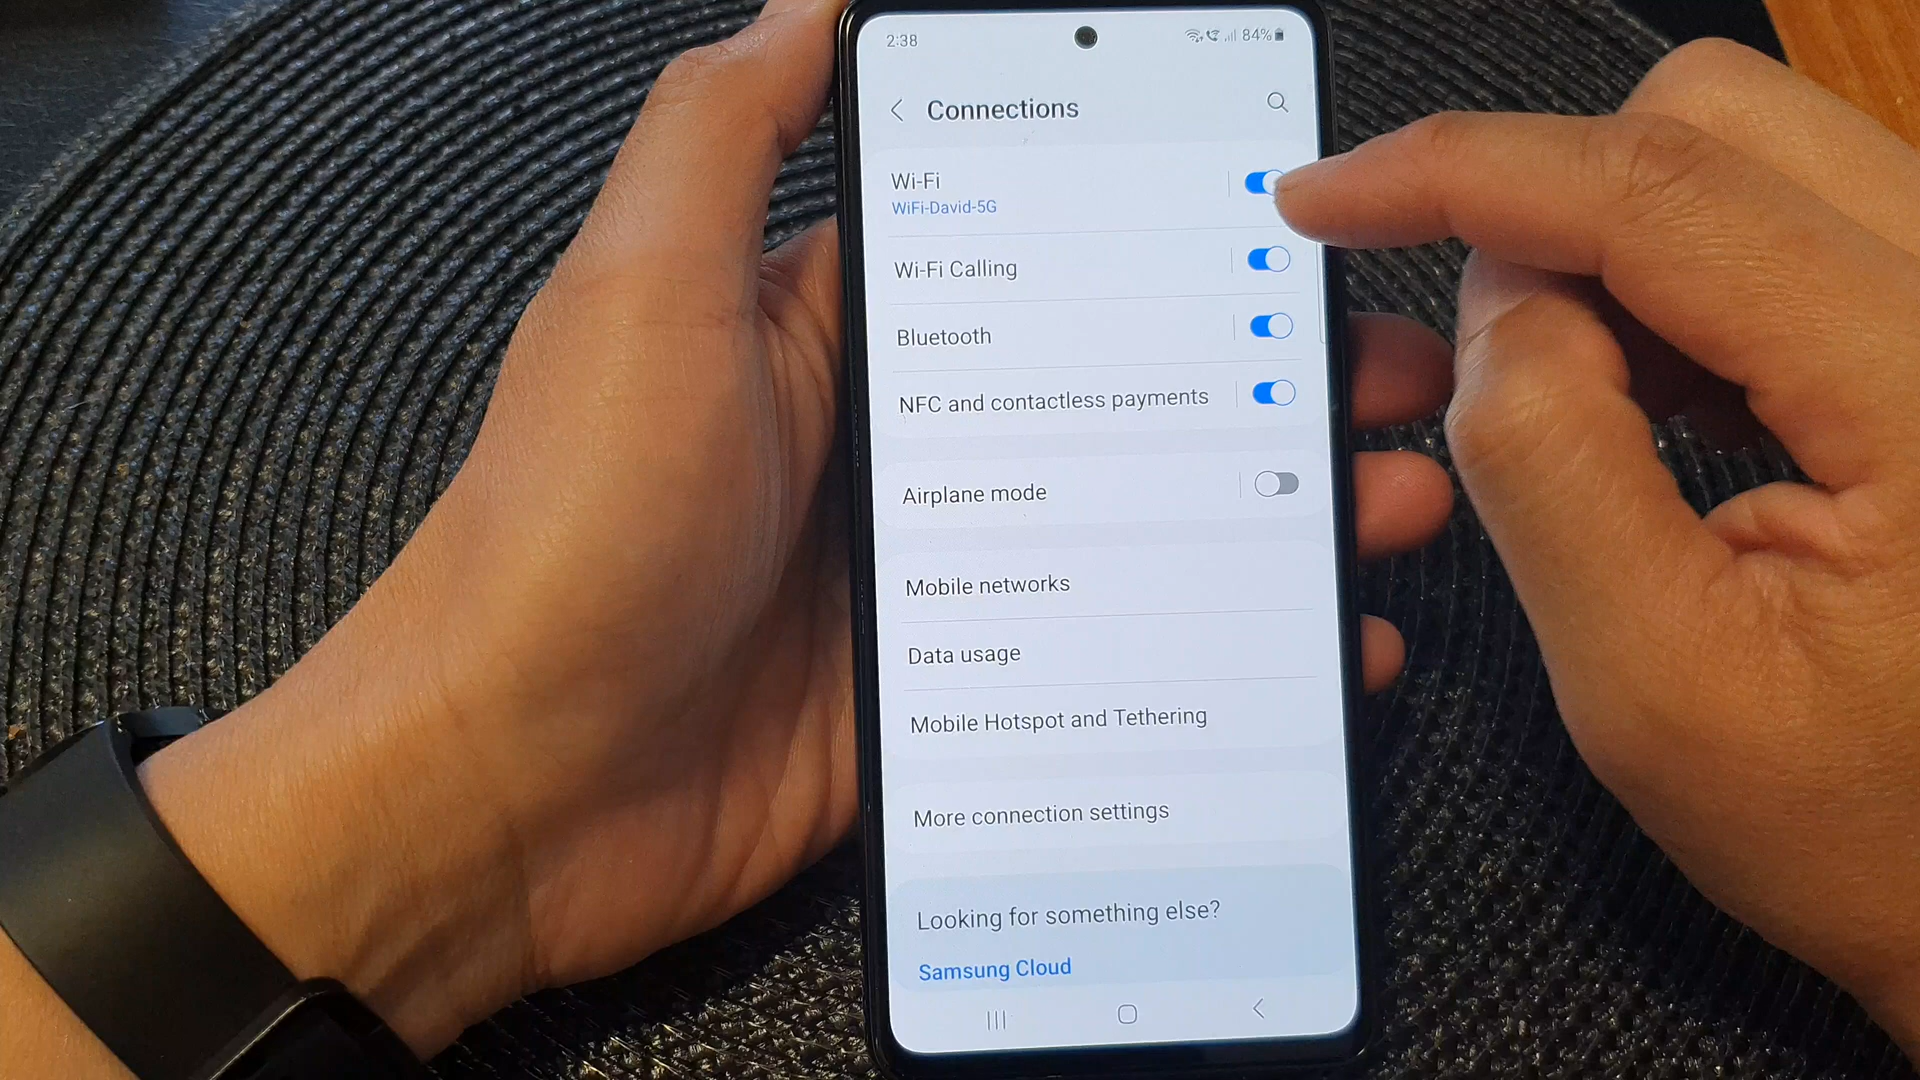 2:38
84%
Connections
Wi-Fi
WiFi-David-5G
Wi-Fi Calling
Bluetooth
NFC and contactless payments
Airplane mode
Mobile networks
Data usage
Mobile Hotspot and Tethering
More connection settings
Looking for something else?
Samsung Cloud